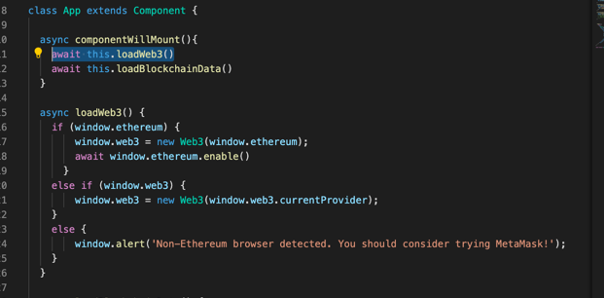 8 class App extends Component {
9
0 async componentWillMount(){
1 await this.loadWeb3()
2 await this.loadBlockchainData()
3 }
4
5 async loadWeb3() {
6 if (window.ethereum) {
7 window.web3 = new Web3(window.ethereum);
8 await window.ethereum.enable()
9 }
0 else if (window.web3) {
1 window.web3 = new Web3(window.web3.currentProvider);
2 }
3 else {
4 window.alert('Non-Ethereum browser detected. You should consider trying MetaMask!');
5 }
6 }
7